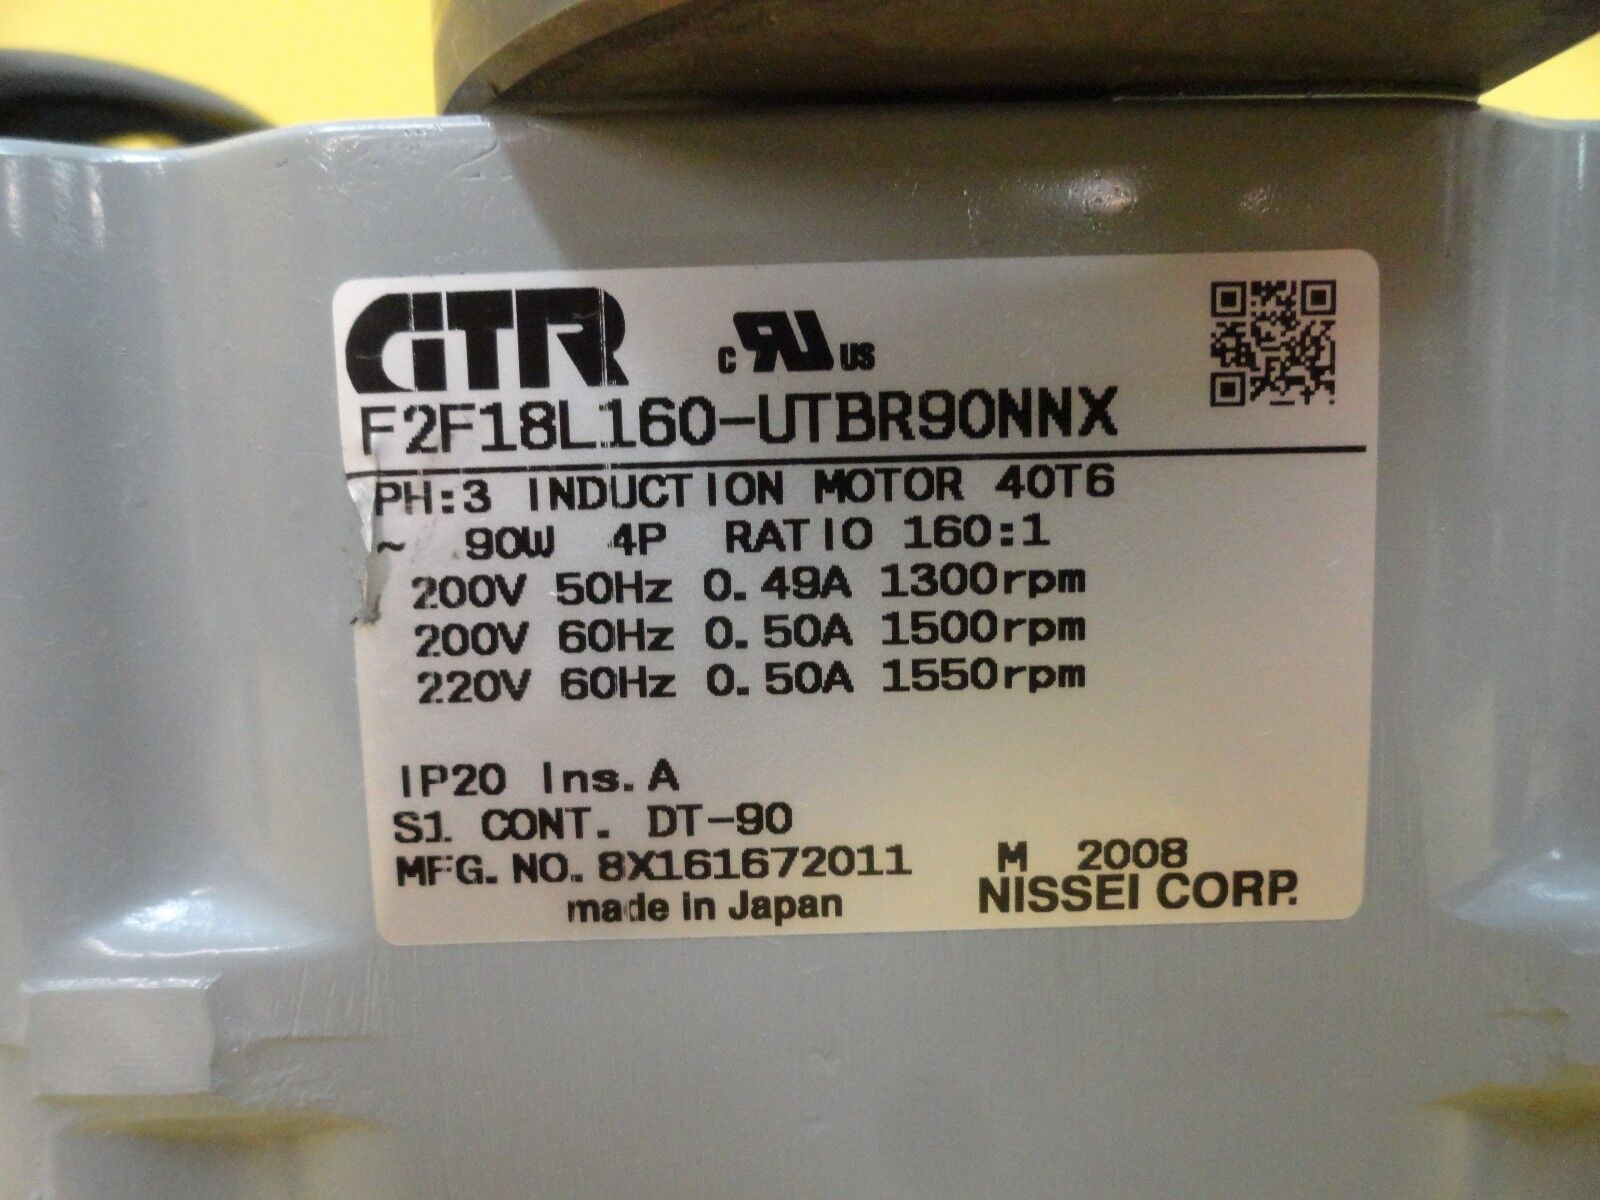 GTR
c RU US
F2F18L160-UTBR90NNX
PH:3 INDUCTION MOTOR 40T6
~ 90W 4P RATIO 160:1
200V 50Hz 0.49A 1300rpm
200V 60Hz 0.50A 1500rpm
220V 60Hz 0.50A 1550rpm
IP20 Ins.A
S1 CONT. DT-90
MFG.NO.8X161672011 M 2008
made in Japan NISSEI CORP.